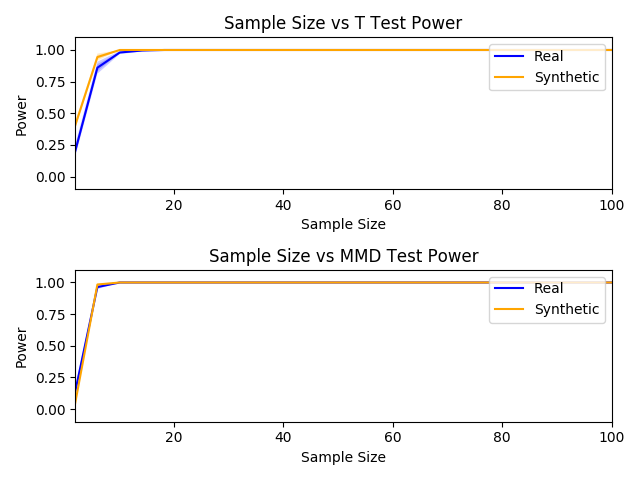 Sample Size vs T Test Power
1.00
0.75
0.50
0.25
0.00
Power
Real
Synthetic
20
40
60
80
100
Sample Size
Sample Size vs MMD Test Power
1.00
0.75
0.50
0.25
0.00
Power
Real
Synthetic
20
40
60
80
100
Sample Size